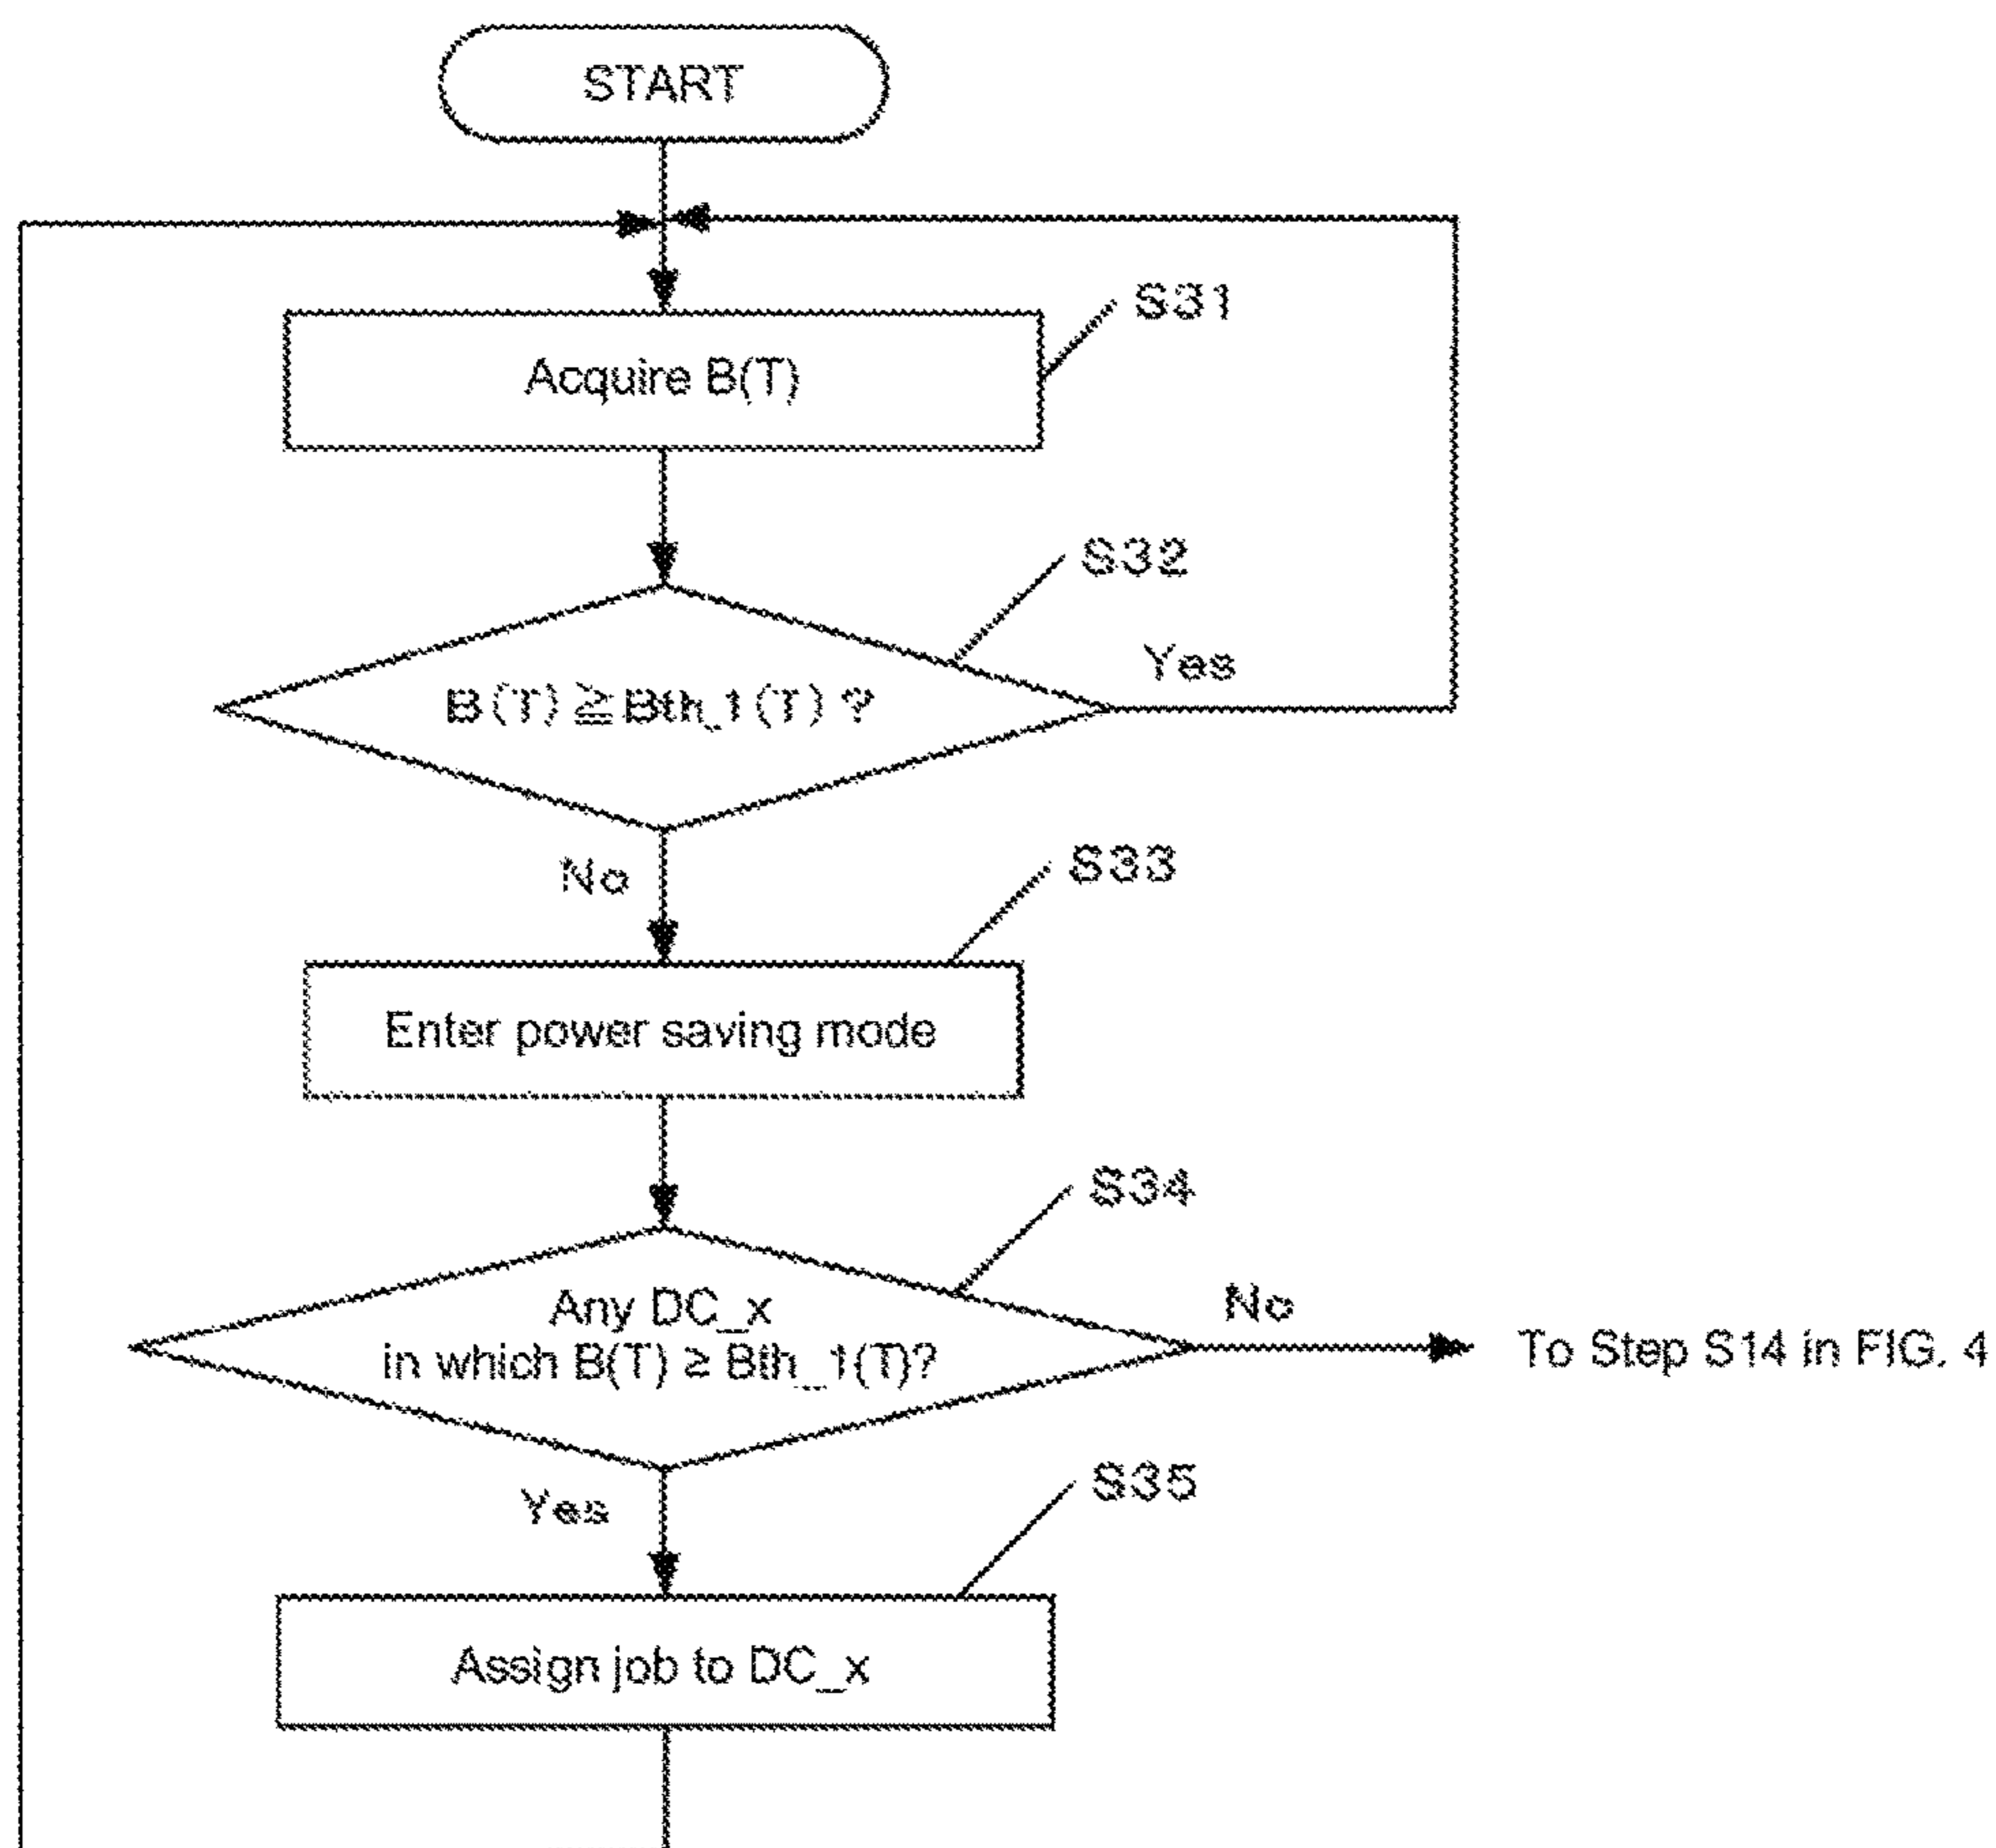 START
S31
Acquire B(T)
S32
Yes
B(T) ≧ Bth_1(T) ?
No
S33
Enter power saving mode
S34
Any DC_x
in which B(T) ≥ Bth_1(T)?
No
To Step S14 in FIG. 4
Yes
S35
Assign job to DC_x